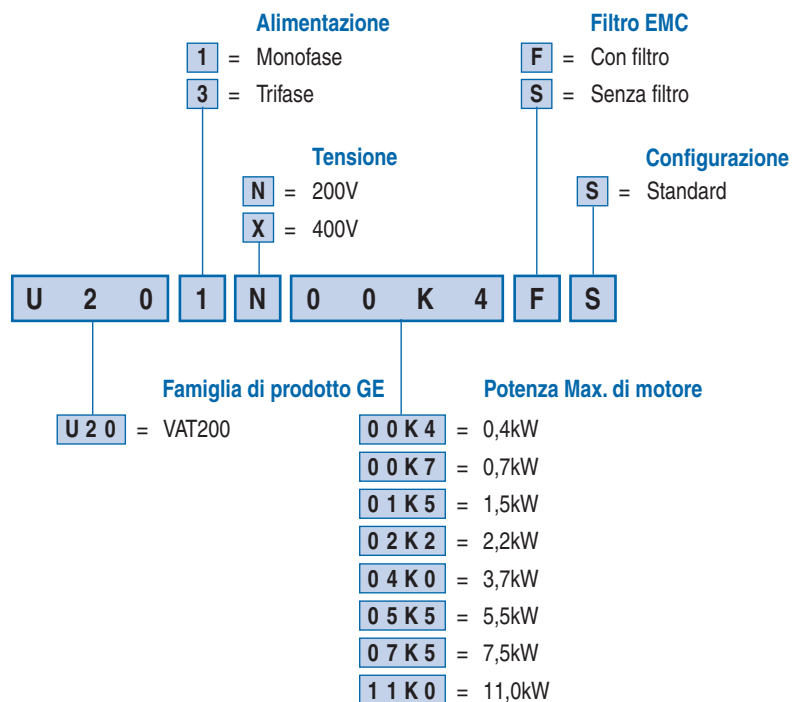 Alimentazione
1 = Monofase
3 = Trifase
Filtro EMC
F = Con filtro
S = Senza filtro
Tensione
N = 200V
X = 400V
Configurazione
S = Standard
U 2 0 1 N 0 0 K 4 F S
Famiglia di prodotto GE
U 2 0 = VAT200
Potenza Max. di motore
0 0 K 4 = 0,4kW
0 0 K 7 = 0,7kW
0 1 K 5 = 1,5kW
0 2 K 2 = 2,2kW
0 4 K 0 = 3,7kW
0 5 K 5 = 5,5kW
0 7 K 5 = 7,5kW
1 1 K 0 = 11,0kW